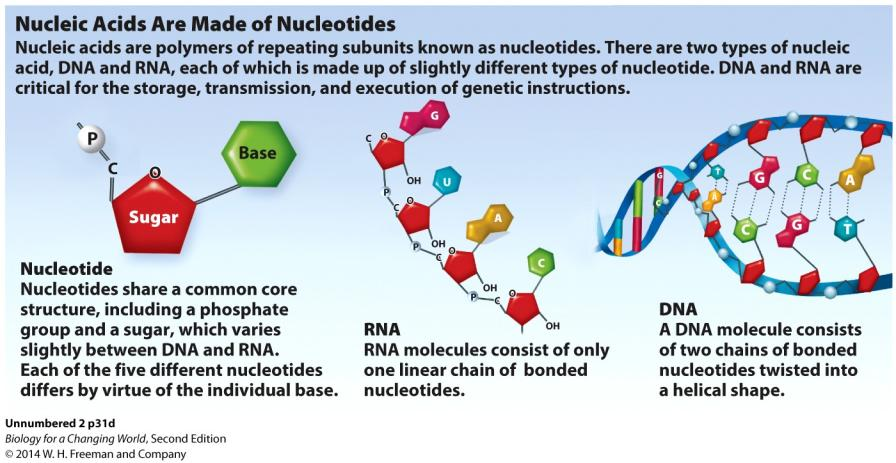 Nucleic Acids Are Made of Nucleotides
Nucleic acids are polymers of repeating subunits known as nucleotides. There are two types of nucleic
acid, DNA and RNA, each of which is made up of slightly different types of nucleotide. DNA and RNA are
critical for the storage, transmission, and execution of genetic instructions.
P
C
O
Sugar
Base
Nucleotide
Nucleotides share a common core
structure, including a phosphate
group and a sugar, which varies
slightly between DNA and RNA.
Each of the five different nucleotides
differs by virtue of the individual base.
G
C
O
OH
P
U
C
O
OH
P
A
C
O
OH
P
C
C
O
OH
RNA
RNA molecules consist of only
one linear chain of bonded
nucleotides.
G
C
T
A
G
C
C
G
A
T
DNA
A DNA molecule consists
of two chains of bonded
nucleotides twisted into
a helical shape.
Unnumbered 2 p31d
Biology for a Changing World, Second Edition
© 2014 W. H. Freeman and Company